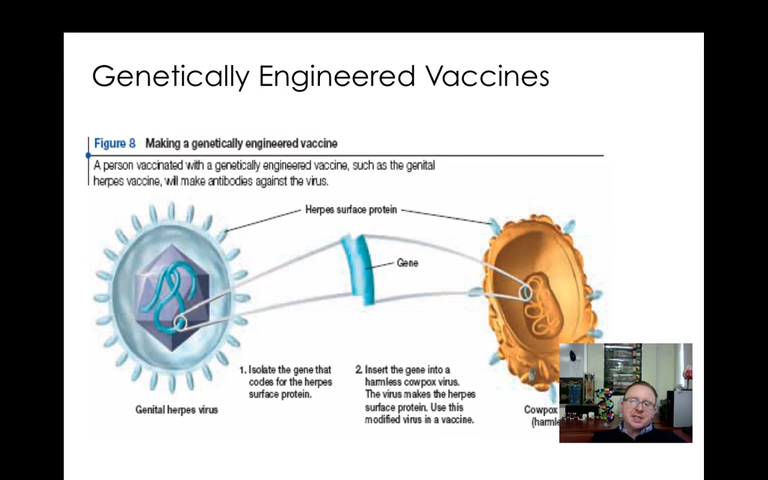 Genetically Engineered Vaccines
Figure 8 Making a genetically engineered vaccine
A person vaccinated with a genetically engineered vaccine, such as the genital
herpes vaccine, will make antibodies against the virus.
Herpes surface protein
Gene
1. Isolate the gene that
codes for the herpes
surface protein.
2. Insert the gene into a
harmless cowpox virus.
The virus makes the herpes
surface protein. Use this
modified virus in a vaccine.
Genital herpes virus
Cowpox